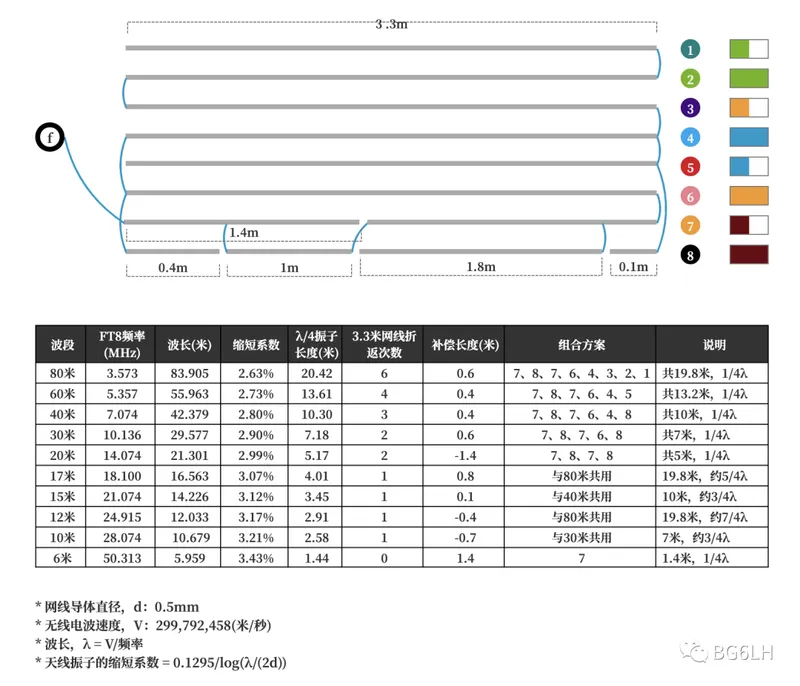 3.3m
1
2
3
f
4
5
6
7
1.4m
8
0.4m 1m 1.8m 0.1m
波段 FT8频率(MHz) 波长(米) 缩短系数 λ/4振子长度(米) 3.3米网线折返次数 补偿长度(米) 组合方案 说明
80米 3.573 83.905 2.63% 20.42 6 0.6 7、8、7、6、4、3、2、1 共19.8米，1/4λ
60米 5.357 55.963 2.73% 13.61 4 0.4 7、8、7、6、4、5 共13.2米，1/4λ
40米 7.074 42.379 2.80% 10.30 3 0.4 7、8、7、6、4、8 共10米，1/4λ
30米 10.136 29.577 2.90% 7.18 2 0.6 7、8、7、6、8 共7米，1/4λ
20米 14.074 21.301 2.99% 5.17 2 -1.4 7、8、7、8 共5米，1/4λ
17米 18.100 16.563 3.07% 4.01 1 0.8 与80米共用 19.8米，约5/4λ
15米 21.074 14.226 3.12% 3.45 1 0.1 与40米共用 10米，约3/4λ
12米 24.915 12.033 3.17% 2.91 1 -0.4 与80米共用 19.8米，约7/4λ
10米 28.074 10.679 3.21% 2.58 1 -0.7 与30米共用 7米，约3/4λ
6米 50.313 5.959 3.43% 1.44 0 1.4 7 1.4米，1/4λ
* 网线导体直径，d：0.5mm
* 无线电波速度，V：299,792,458(米/秒)
* 波长，λ = V/频率
* 天线振子的缩短系数 = 0.1295/log(λ/(2d))
BG6LH